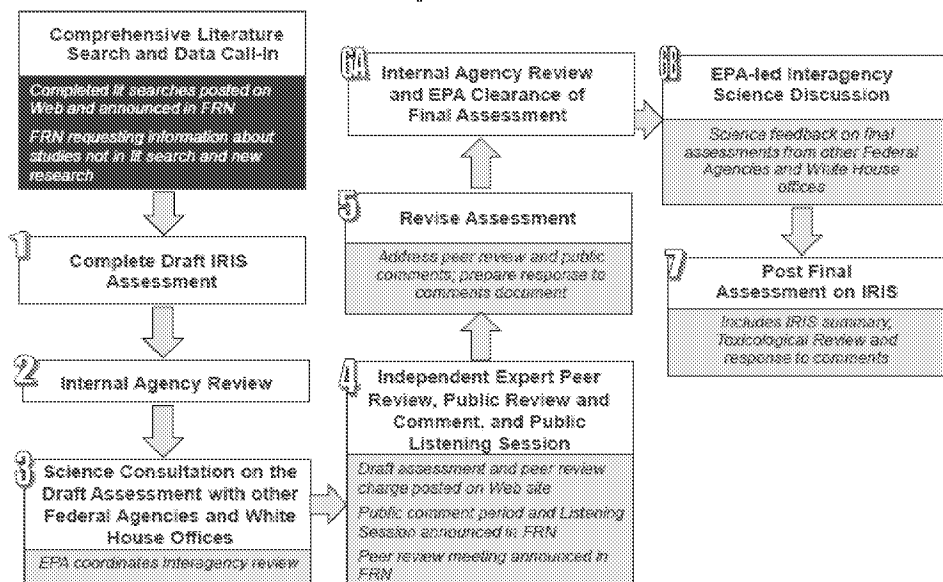 Comprehensive Literature
Search and Data Call-In
Completed lit searches posted on
Web and announced in FRN
FRN requesting information about
studies not in lit search and new
research
1
Complete Draft IRIS
Assessment
2
Internal Agency Review
3
Science Consultation on the
Draft Assessment with other
Federal Agencies and White
House Offices
EPA coordinates Interagency review
4
Independent Expert Peer
Review, Public Review and
Comment, and Public
Listening Session
Draft assessment and peer review
charge posted on Web site
Public comment period and Listening
Session announced in FRN
Peer review meeting announced in
FRN
5
Revise Assessment
Address peer review and public
comments; prepare response to
comments document
6A
Internal Agency Review
and EPA Clearance of
Final Assessment
6B
EPA-led Interagency
Science Discussion
Science feedback on final
assessments from other Federal
Agencies and White House
offices
7
Post Final
Assessment on IRIS
Includes IRIS summary,
Toxicological Review and
response to comments